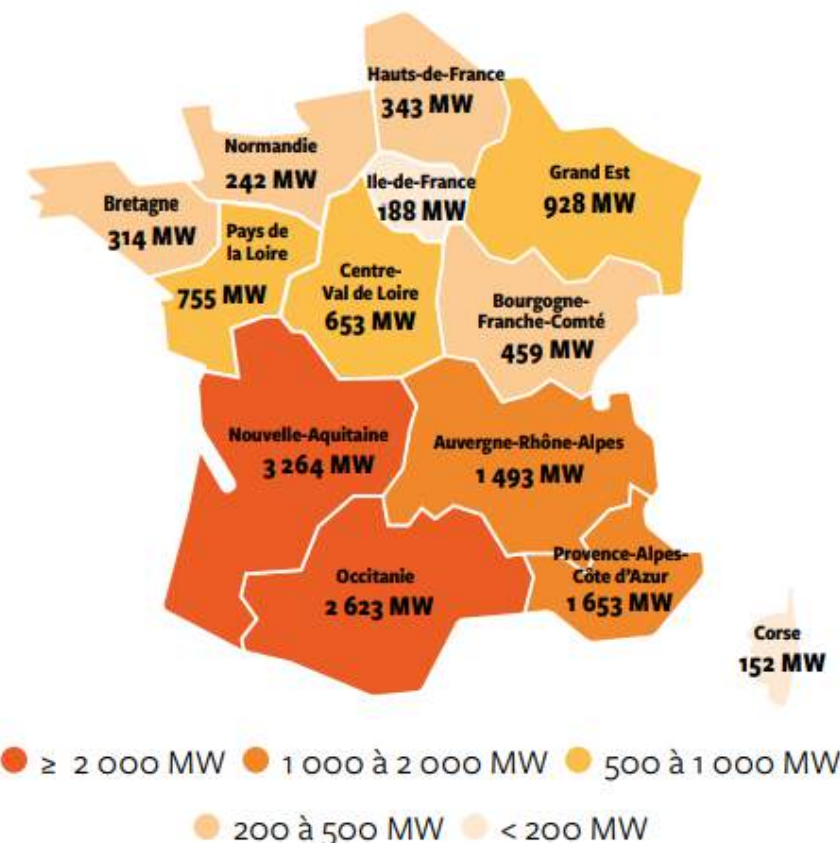 Hauts-de-France
343 MW
Normandie
242 MW
Ile-de-France
188 MW
Grand Est
928 MW
Bretagne
314 MW
Pays de
la Loire
755 MW
Centre-
Val de Loire
653 MW
Bourgogne-
Franche-Comté
459 MW
Nouvelle-Aquitaine
3 264 MW
Auvergne-Rhône-Alpes
1 493 MW
Occitanie
2 623 MW
Provence-Alpes-
Côte d'Azur
1 653 MW
Corse
152 MW
≥ 2 000 MW 1 000 à 2 000 MW 500 à 1 000 MW
200 à 500 MW < 200 MW